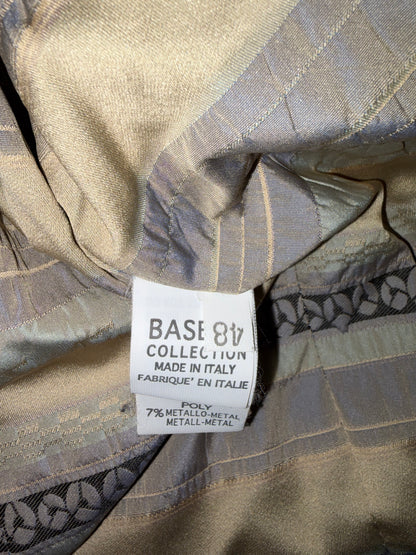 BASE 48
COLLECTION
MADE IN ITALY
FABRIQUE' EN ITALIE
POLY
7% METALLO-METAL
METALL-METAL